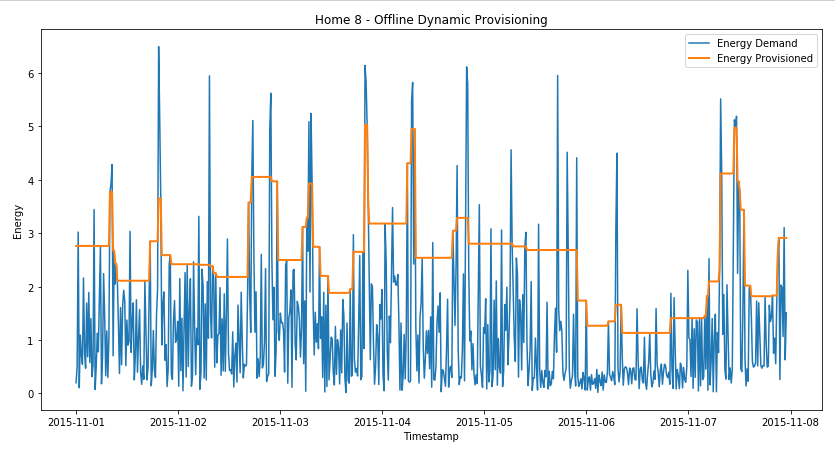 Home 8 - Offline Dynamic Provisioning
Energy Demand
Energy Provisioned
6
5
4
3
2
1
0
Energy
2015-11-01 2015-11-02 2015-11-03 2015-11-04 2015-11-05 2015-11-06 2015-11-07 2015-11-08
Timestamp